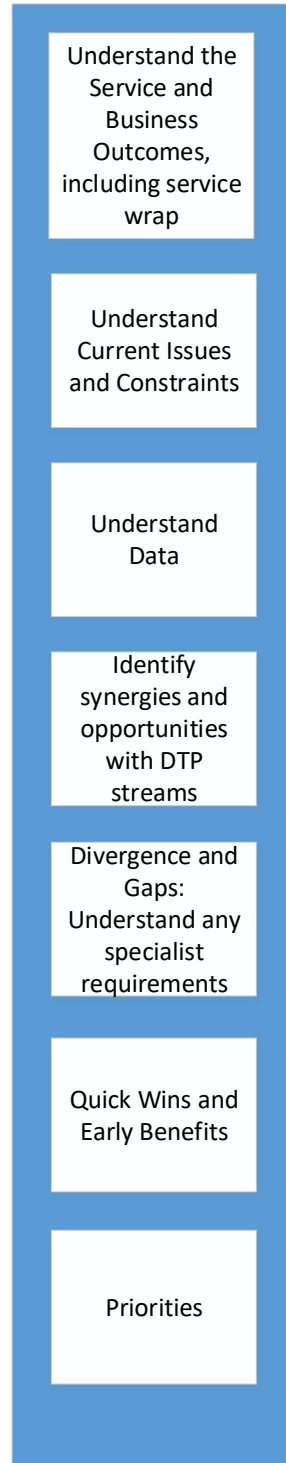 Understand the
Service and
Business
Outcomes,
including service
wrap
Understand
Current Issues
and Constraints
Understand
Data
Identify
synergies and
opportunities
with DTP
streams
Divergence and
Gaps:
Understand any
specialist
requirements
Quick Wins and
Early Benefits
Priorities